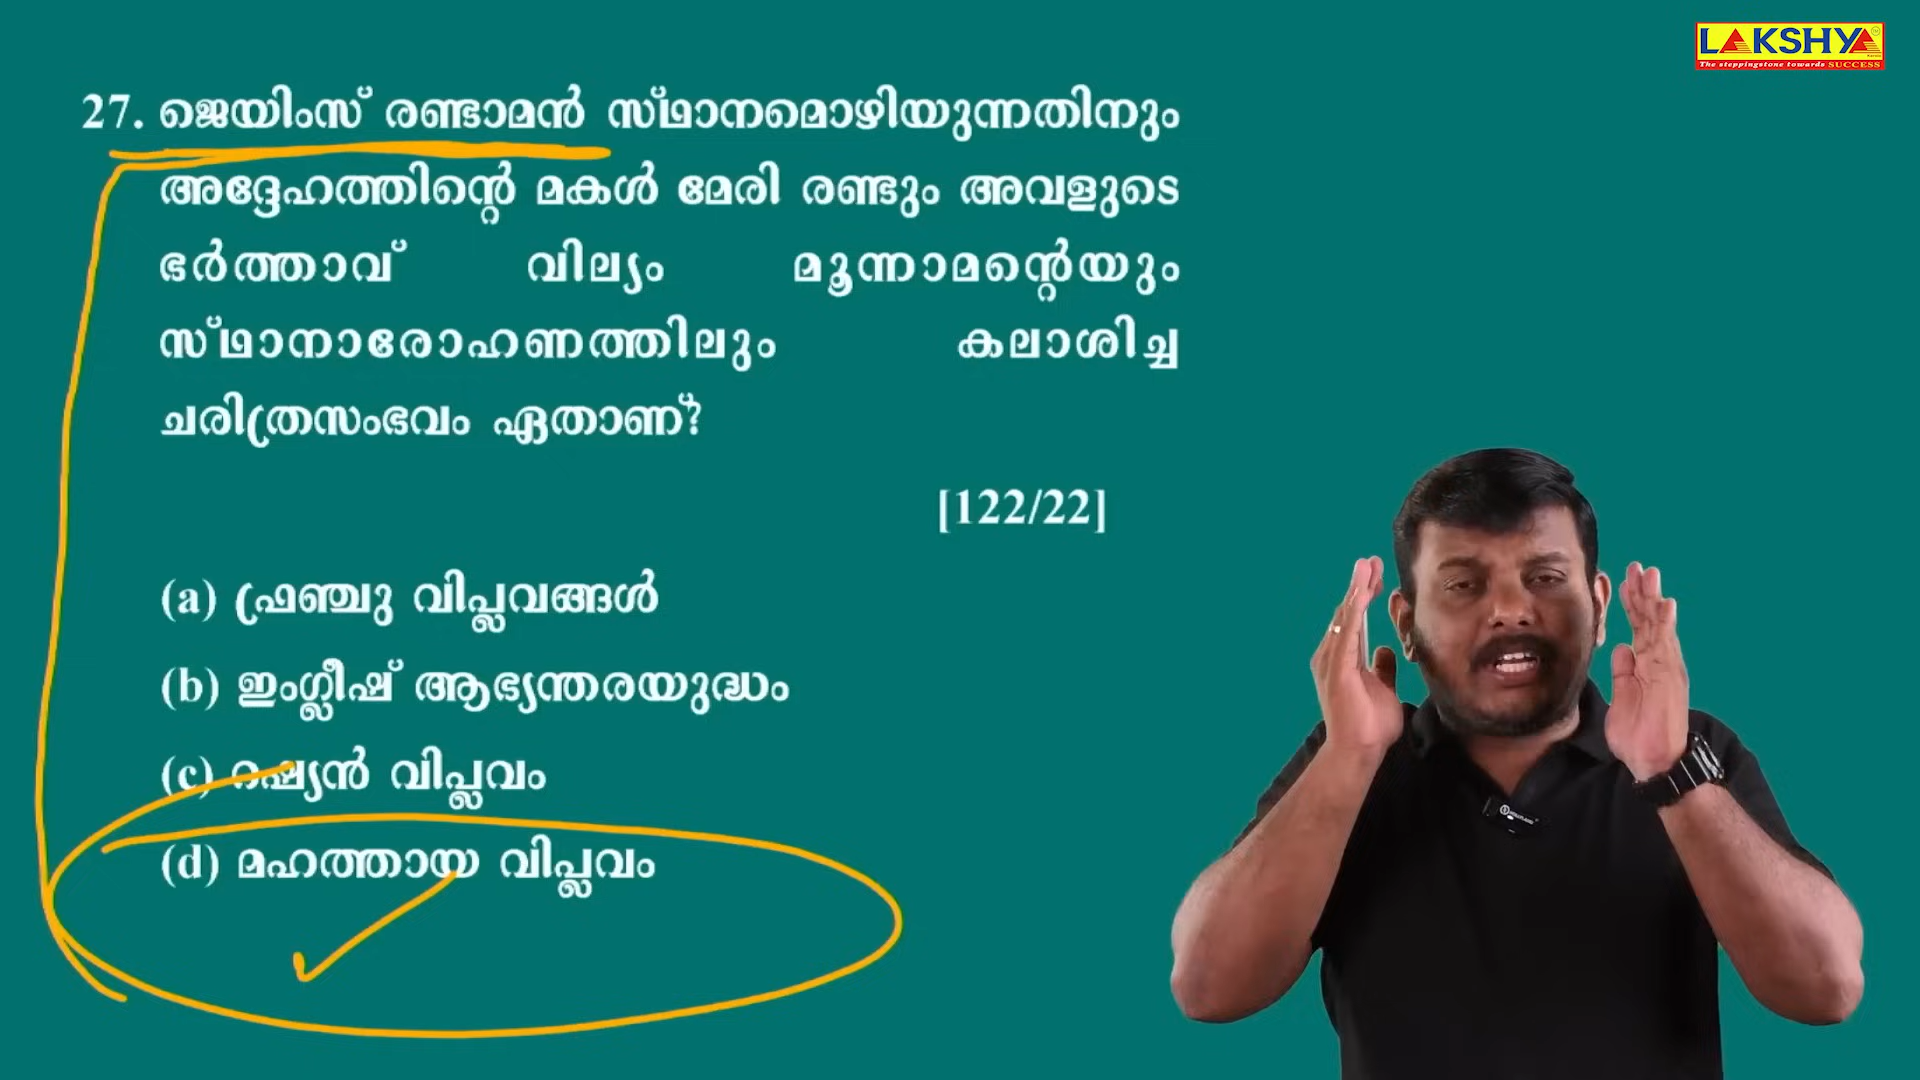 LAKSHYA
The steppingstone towards SUCCESS
27. ജെയിംസ് രണ്ടാമൻ സ്ഥാനമൊഴിയുന്നതിനും
അദ്ദേഹത്തിന്റെ മകൾ മേരി രണ്ടും അവളുടെ
ഭർത്താവ് വില്യം മൂന്നാമന്റെയും
സ്ഥാനാരോഹണത്തിലും കലാശിച്ച
ചരിത്രസംഭവം ഏതാണ്?
[122/22]
(a) ഫ്രഞ്ചു വിപ്ലവങ്ങൾ
(b) ഇംഗ്ലീഷ് ആഭ്യന്തരയുദ്ധം
(c) റഷ്യൻ വിപ്ലവം
(d) മഹത്തായ വിപ്ലവം